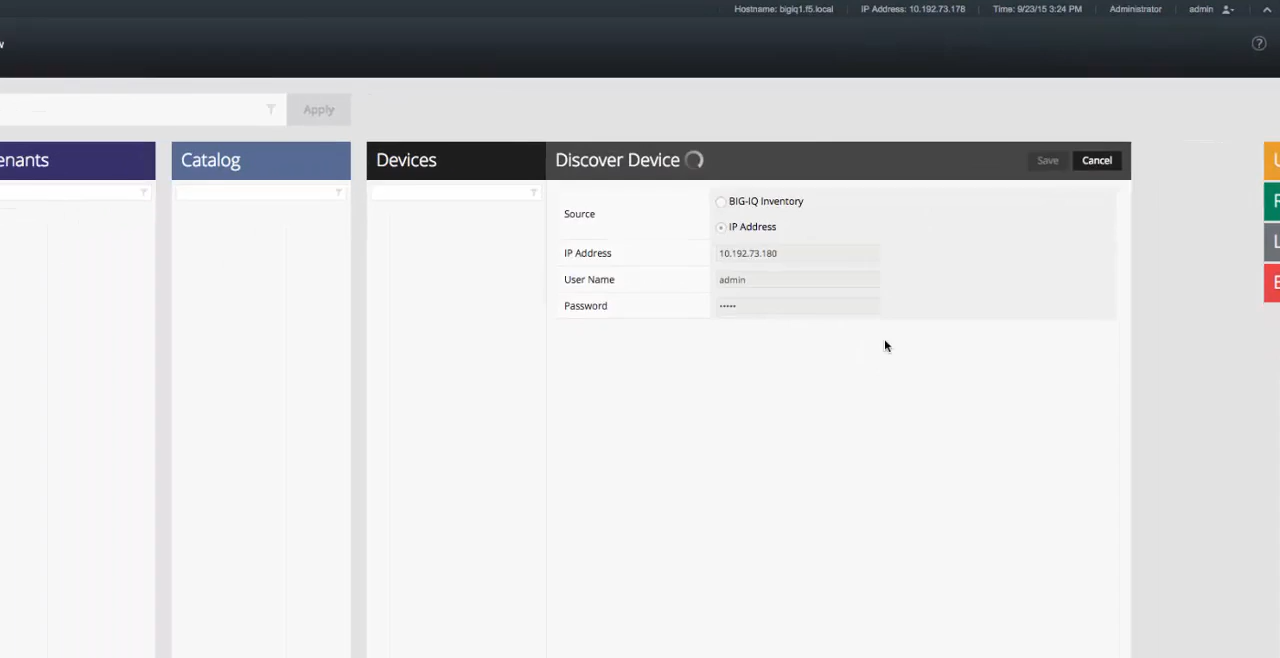 Hostname: bigiq1.f5.local IP Address: 10.192.73.178 Time: 9/23/15 3:24 PM Administrator admin
w
?
Apply
enants Catalog Devices Discover Device Save Cancel
Source
BIG-IQ Inventory
IP Address
IP Address 10.192.73.180
User Name admin
Password •••••